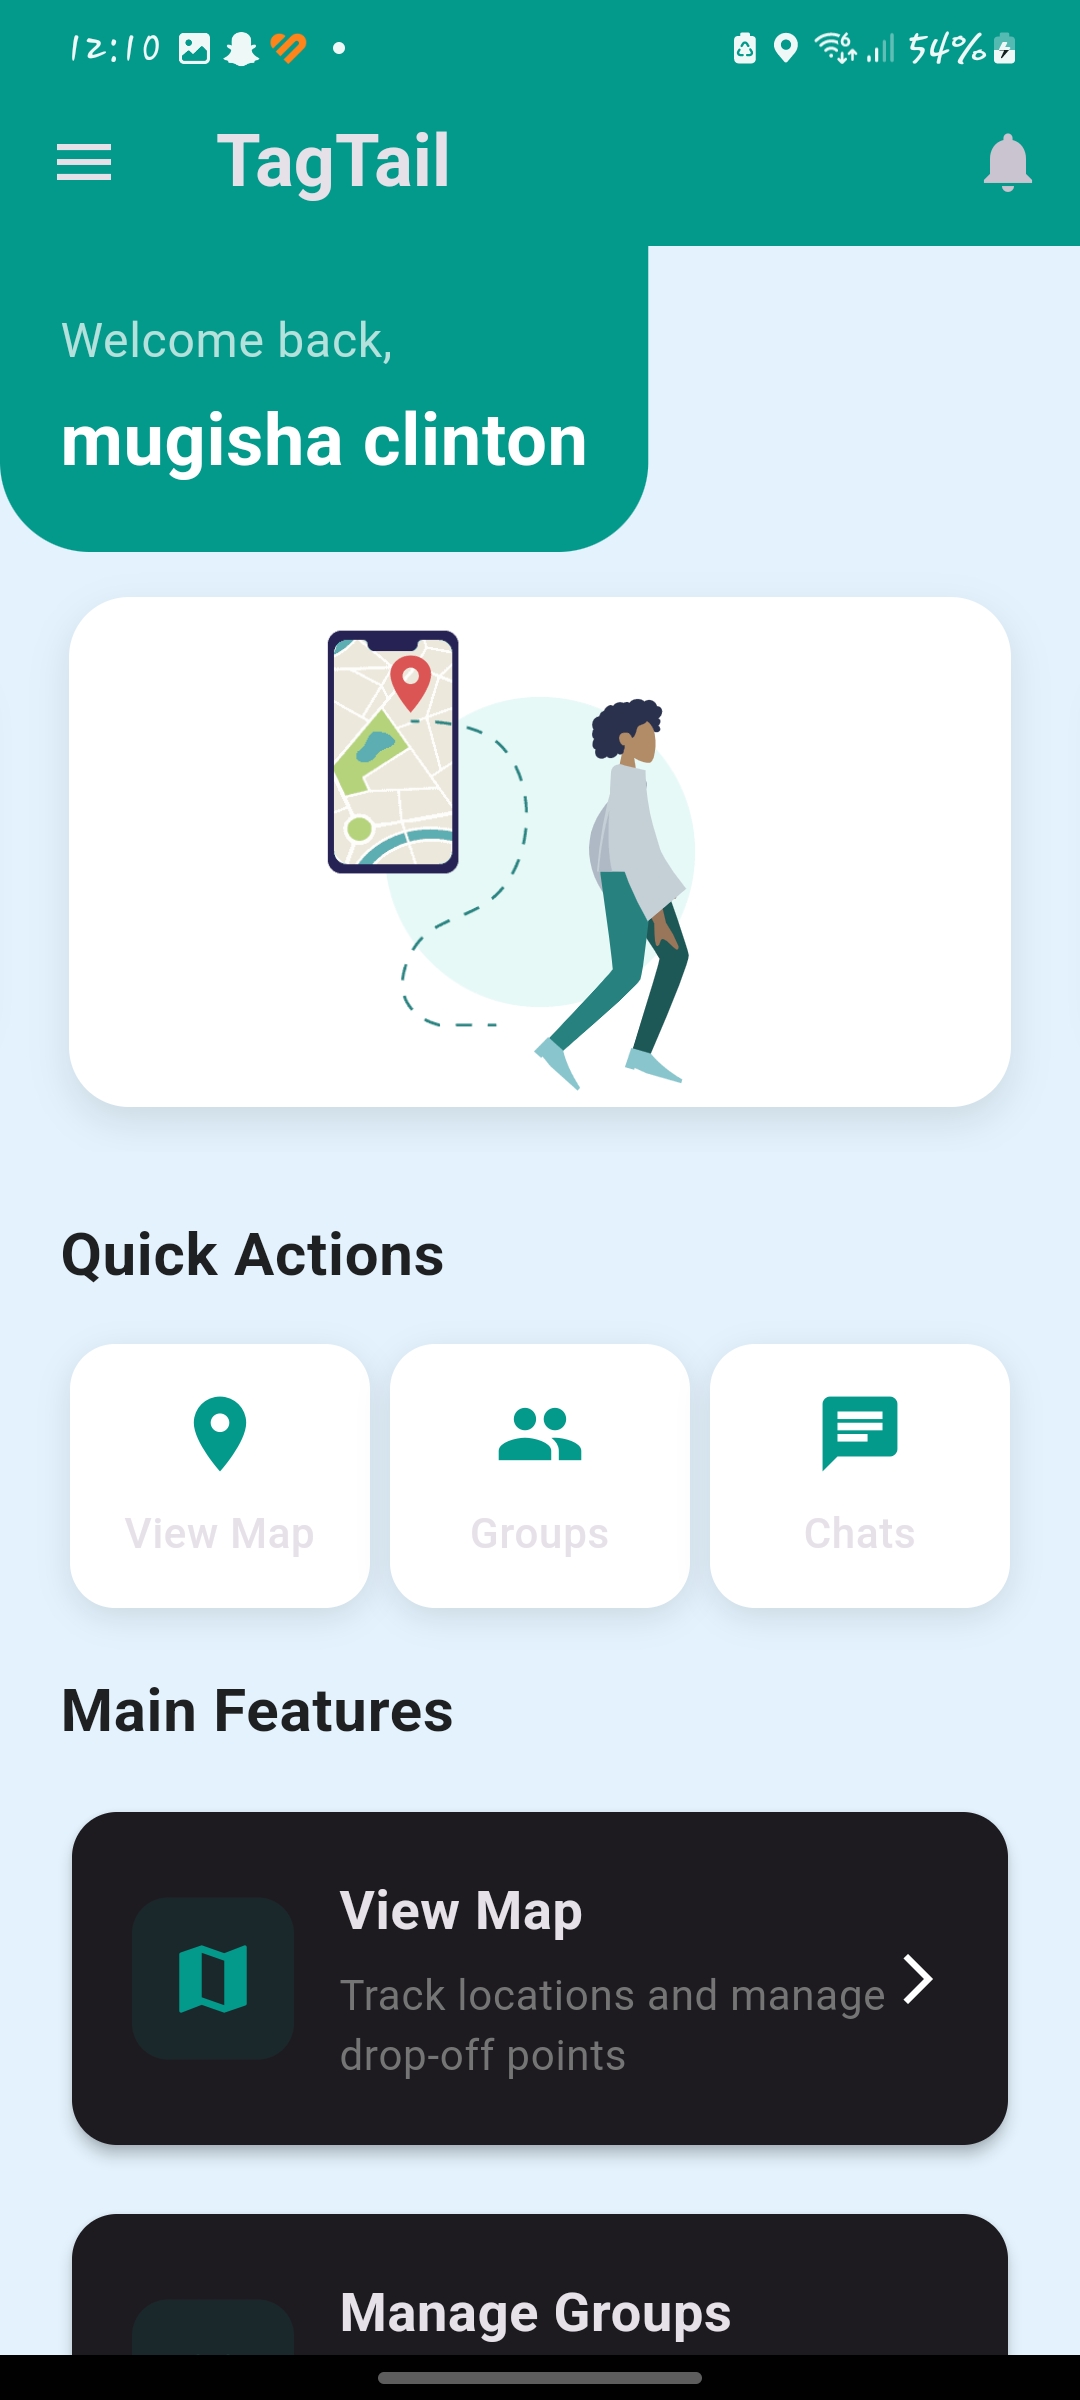 12:10
6
54%
TagTail
Welcome back,
mugisha clinton
Quick Actions
View Map
Groups
Chats
Main Features
View Map
Track locations and manage
drop-off points
Manage Groups